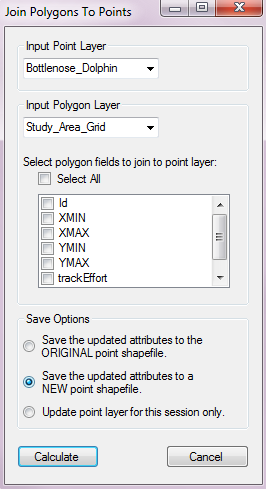 Join Polygons To Points
Input Point Layer
Bottlenose_Dolphin
Input Polygon Layer
Study_Area_Grid
Select polygon fields to join to point layer:
Select All
Id
XMIN
XMAX
YMIN
YMAX
trackEffort
Save Options
Save the updated attributes to the
ORIGINAL point shapefile.
Save the updated attributes to a
NEW point shapefile.
Update point layer for this session only.
Calculate
Cancel